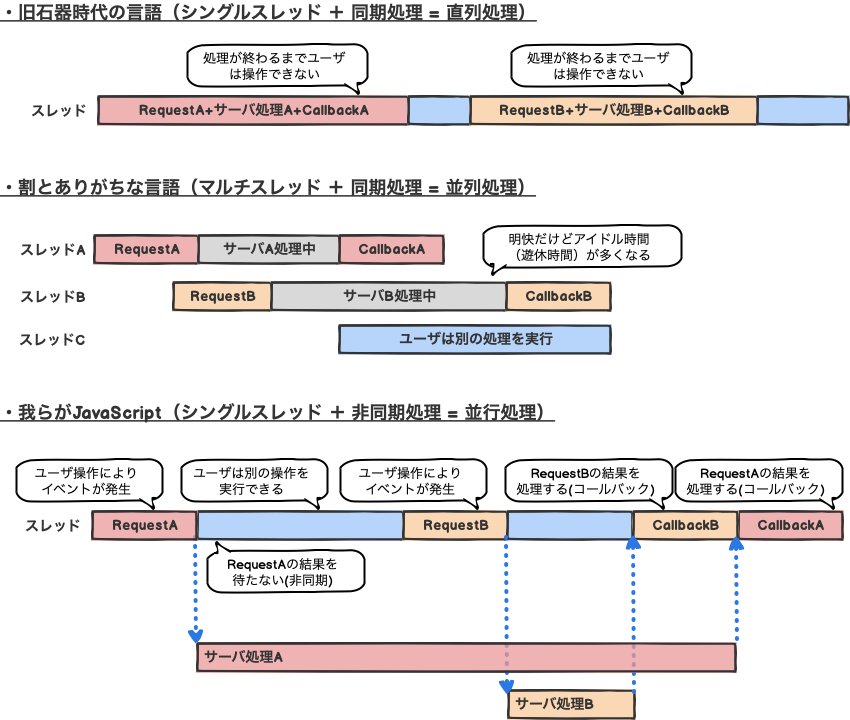 ・旧石器時代の言語（シングルスレッド ＋ 同期処理 = 直列処理）
処理が終わるまでユーザ
は操作できない
処理が終わるまでユーザ
は操作できない
スレッド
RequestA+サーバ処理A+CallbackA
RequestB+サーバ処理B+CallbackB
・割とありがちな言語（マルチスレッド ＋ 同期処理 = 並列処理）
スレッドA
RequestA
サーバA処理中
CallbackA
明快だけどアイドル時間
（遊休時間）が多くなる
スレッドB
RequestB
サーバB処理中
CallbackB
スレッドC
ユーザは別の処理を実行
・我らがJavaScript（シングルスレッド ＋ 非同期処理 = 並行処理）
ユーザ操作により
イベントが発生
ユーザは別の操作を
実行できる
ユーザ操作により
イベントが発生
RequestBの結果を
処理する(コールバック)
RequestAの結果を
処理する(コールバック)
スレッド
RequestA
RequestB
CallbackB
CallbackA
RequestAの結果を
待たない(非同期)
サーバ処理A
サーバ処理B